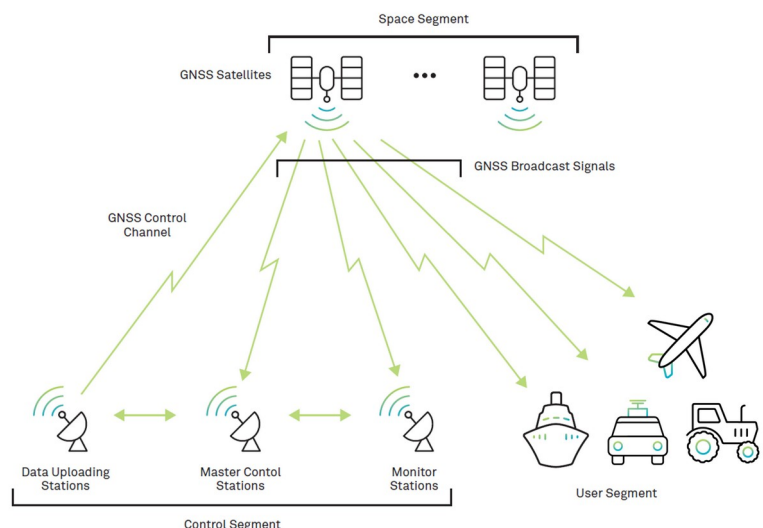 Space Segment
GNSS Satellites
GNSS Broadcast Signals
GNSS Control
Channel
Data Uploading
Stations
Master Contol
Stations
Monitor
Stations
User Segment
Control Segment